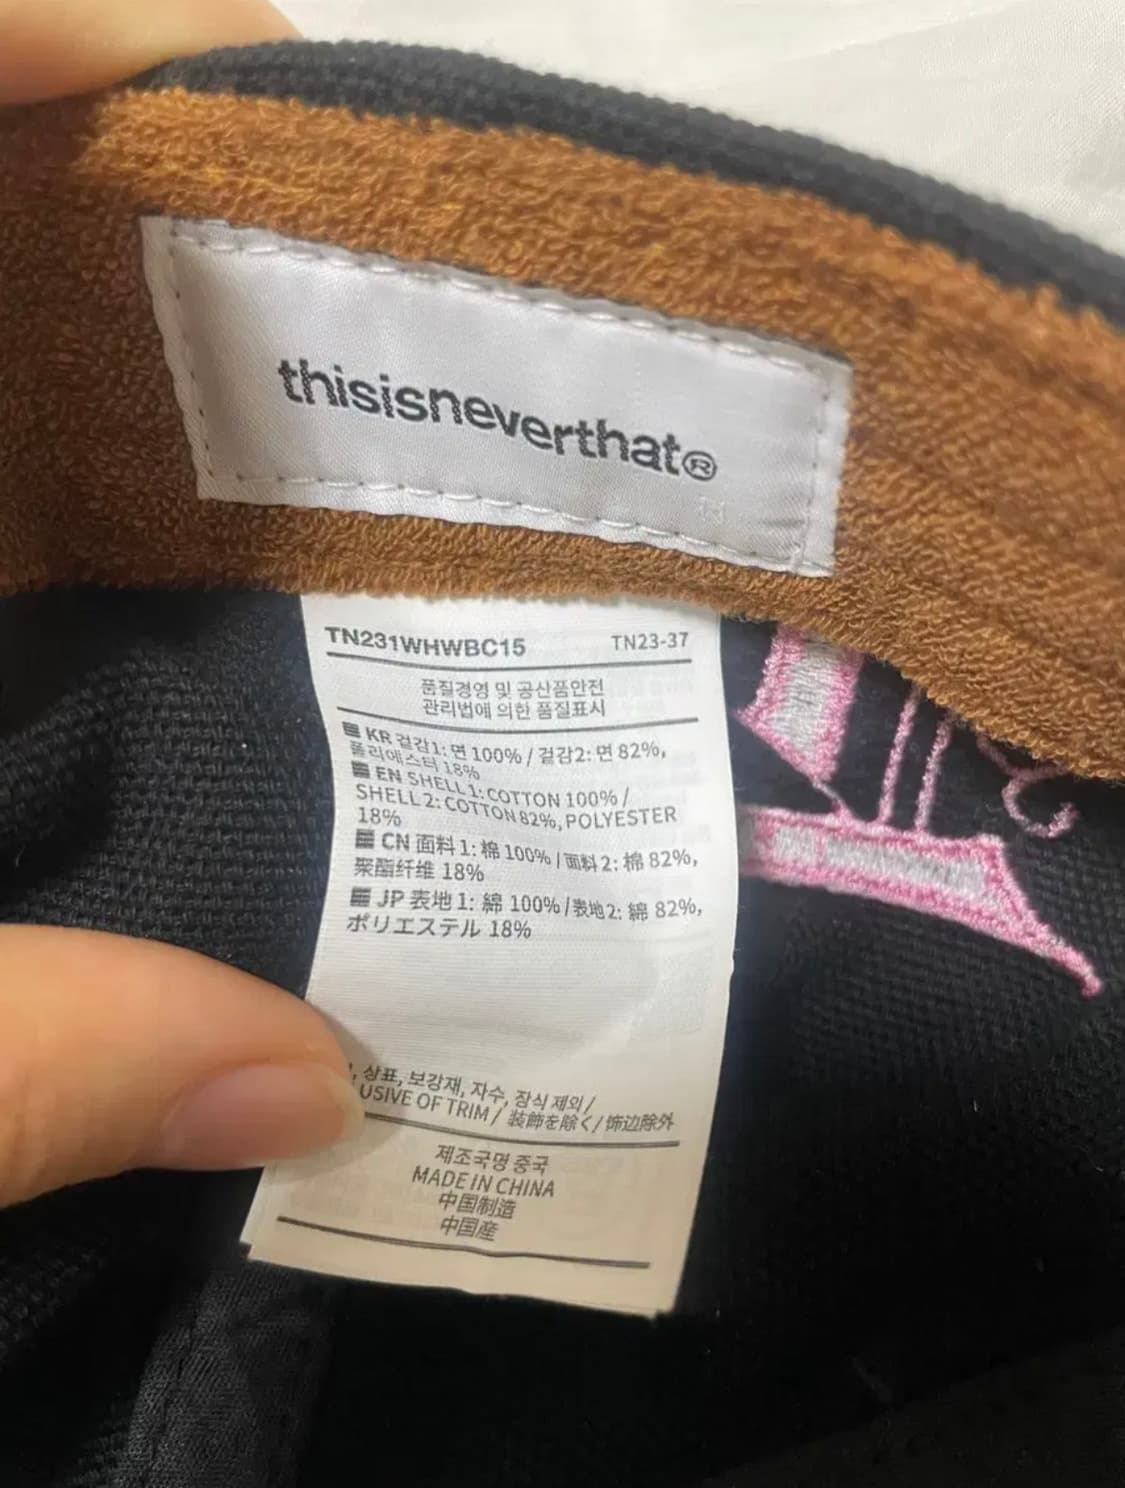 thisisneverthat®
TN231WHWBC15 TN23-37
품질경영 및 공산품안전
관리법에 의한 품질표시
KR 겉감1: 면 100% / 겉감2: 면 82%,
폴리에스터 18%
EN SHELL 1: COTTON 100% /
SHELL 2: COTTON 82%, POLYESTER
18%
CN 面料 1: 棉 100% / 面料 2: 棉 82%,
聚酯纤维 18%
JP 表地 1: 綿 100% / 表地 2: 綿 82%,
ポリエステル 18%
, 상표, 보강재, 자수, 장식 제외 /
USIVE OF TRIM / 装飾を除く / 饰边除外
제조국명 중국
MADE IN CHINA
中国制造
中国産